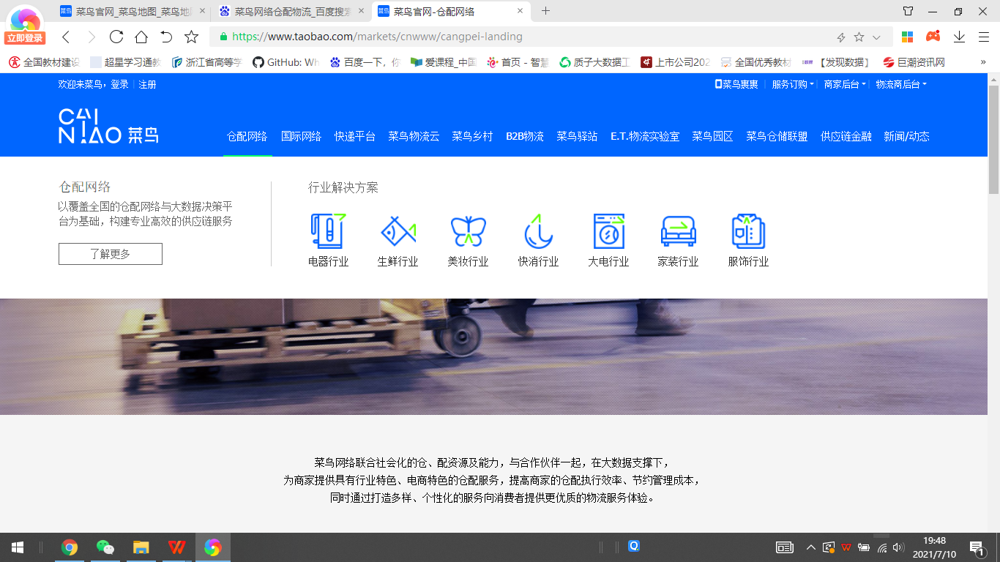 菜鸟官网_菜鸟地图_菜鸟地
菜鸟网络仓配物流_百度搜索
菜鸟官网-仓配网络
立即登录
https://www.taobao.com/markets/cnwww/cangpei-landing
全国教材建设 超星学习通教 浙江省高等学 GitHub: Wh 百度一下，你 爱课程_中国 首页 - 智慧 质子大数据工 上市公司202 全国优秀教材 【发现数据】 巨潮资讯网 »
欢迎来菜鸟，登录 注册
菜鸟裹裹 服务订购 商家后台 物流商后台
CAI
NIAO 菜鸟
仓配网络 国际网络 快递平台 菜鸟物流云 菜鸟乡村 B2B物流 菜鸟驿站 E.T.物流实验室 菜鸟园区 菜鸟仓储联盟 供应链金融 新闻/动态
仓配网络
以覆盖全国的仓配网络与大数据决策平
台为基础，构建专业高效的供应链服务
了解更多
行业解决方案
电器行业 生鲜行业 美妆行业 快消行业 大电行业 家装行业 服饰行业
菜鸟网络联合社会化的仓、配资源及能力，与合作伙伴一起，在大数据支撑下，
为商家提供具有行业特色、电商特色的仓配服务，提高商家的仓配执行效率、节约管理成本，
同时通过打造多样、个性化的服务向消费者提供更优质的物流服务体验。
19:48
2021/7/10
1